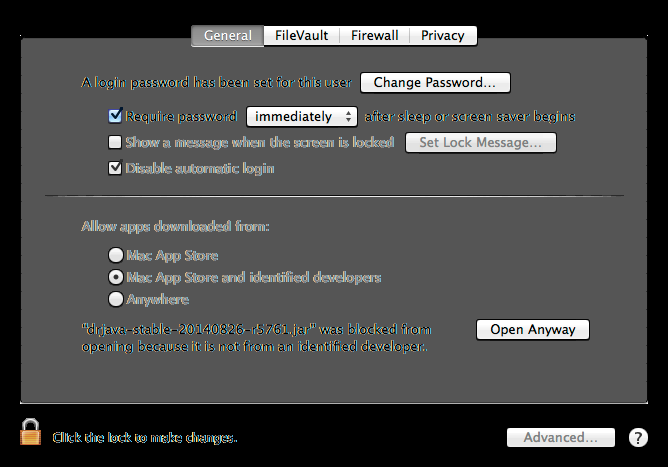 General FileVault Firewall Privacy
A login password has been set for this user Change Password...
Require password immediately after sleep or screen saver begins
Show a message when the screen is locked Set Lock Message...
Disable automatic login
Allow apps downloaded from:
Mac App Store
Mac App Store and identified developers
Anywhere
"drjava-stable-20140826-r5761.jar" was blocked from Open Anyway
opening because it is not from an identified developer.
Click the lock to make changes. Advanced... ?